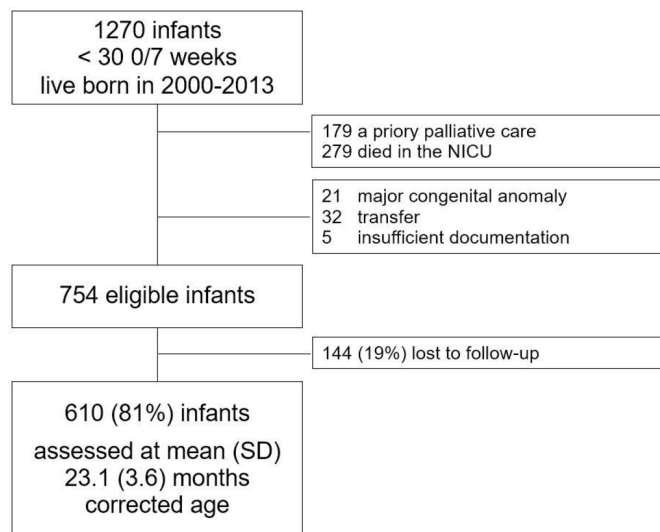 1270 infants
< 30 0/7 weeks
live born in 2000-2013
179 a priory palliative care
279 died in the NICU
21 major congenital anomaly
32 transfer
5 insufficient documentation
754 eligible infants
144 (19%) lost to follow-up
610 (81%) infants
assessed at mean (SD)
23.1 (3.6) months
corrected age